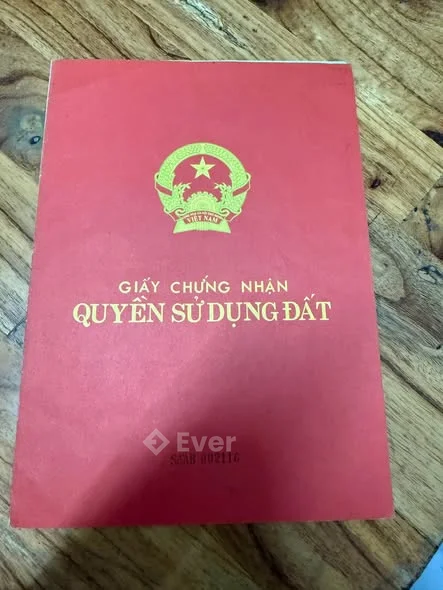 VIỆT NAM
GIẤY CHỨNG NHẬN
QUYỀN SỬ DỤNG ĐẤT
Ever